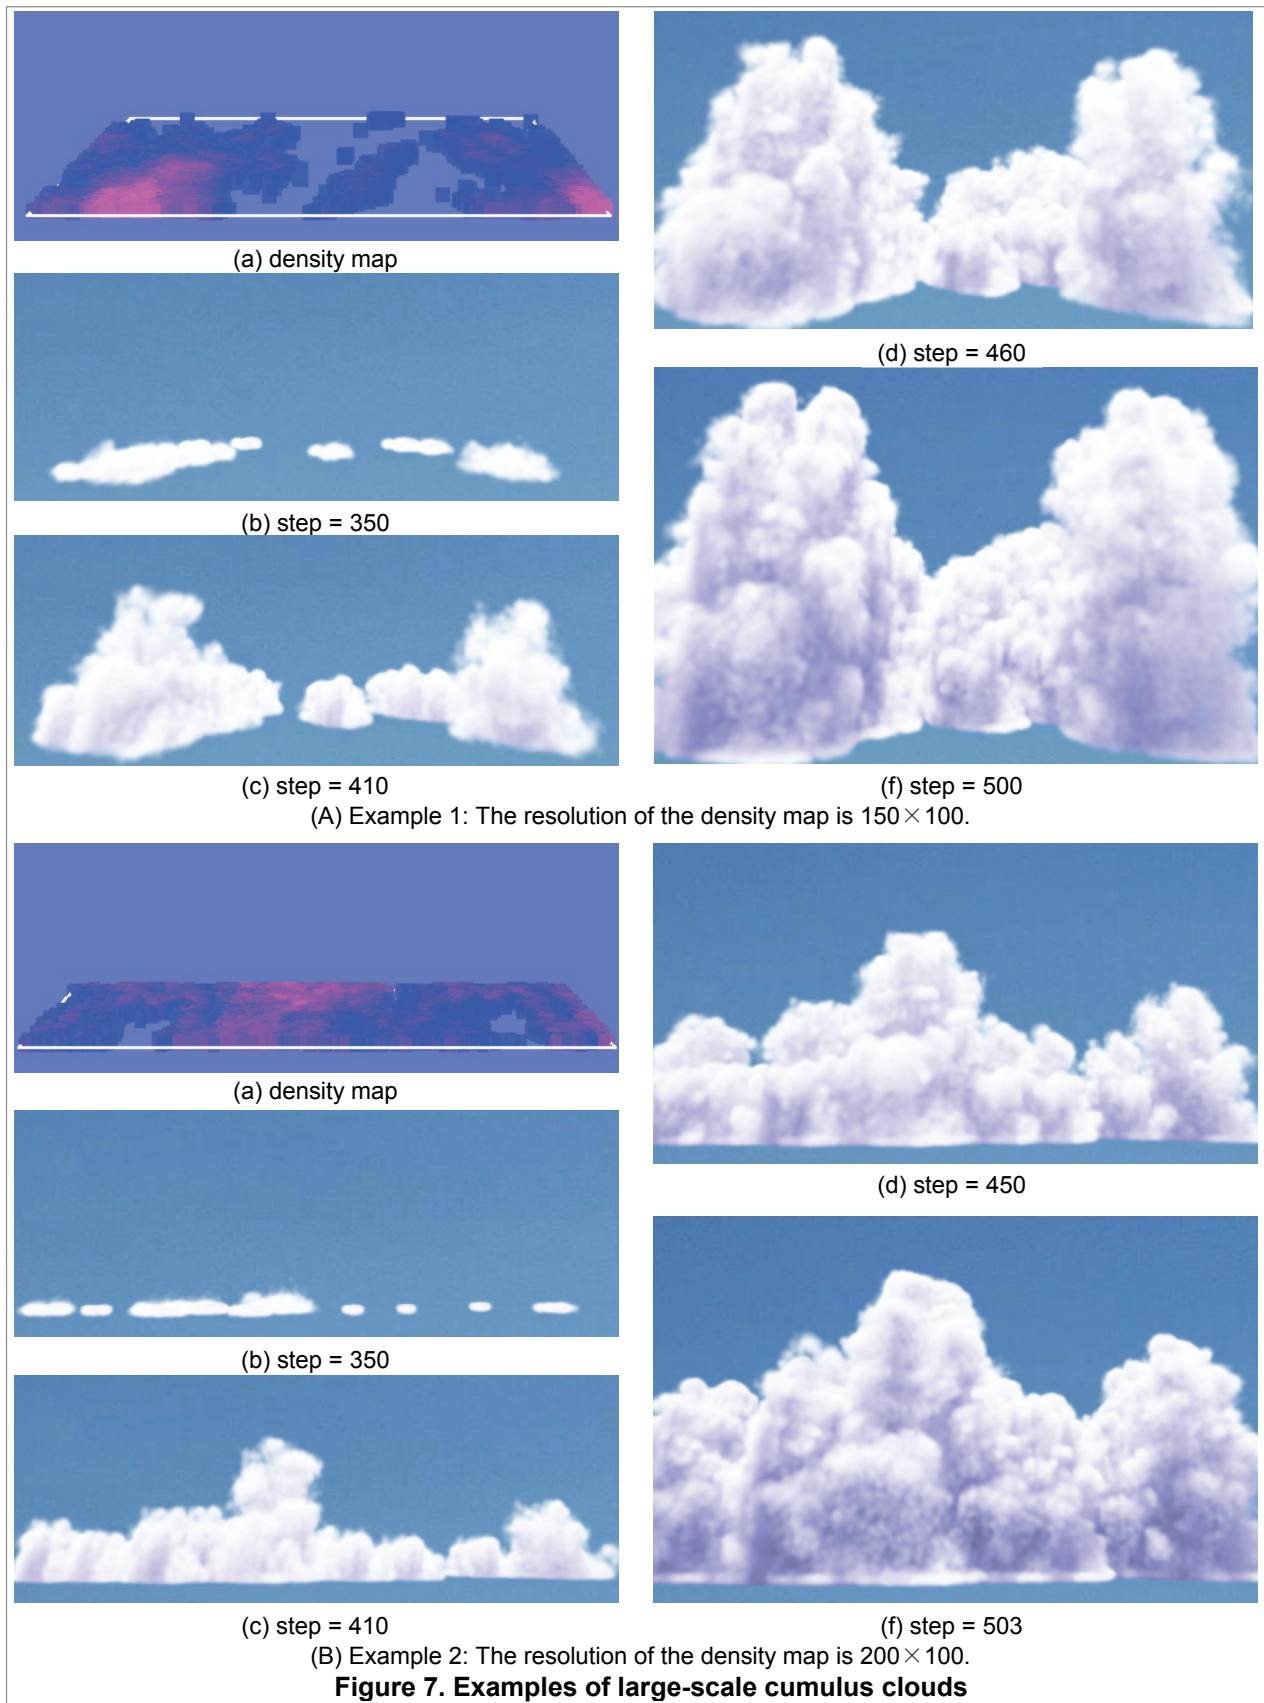 (a) density map
(b) step = 350
(c) step = 410
(d) step = 460
(f) step = 500
(A) Example 1: The resolution of the density map is 150×100.
(a) density map
(b) step = 350
(c) step = 410
(d) step = 450
(f) step = 503
(B) Example 2: The resolution of the density map is 200×100.
Figure 7. Examples of large-scale cumulus clouds